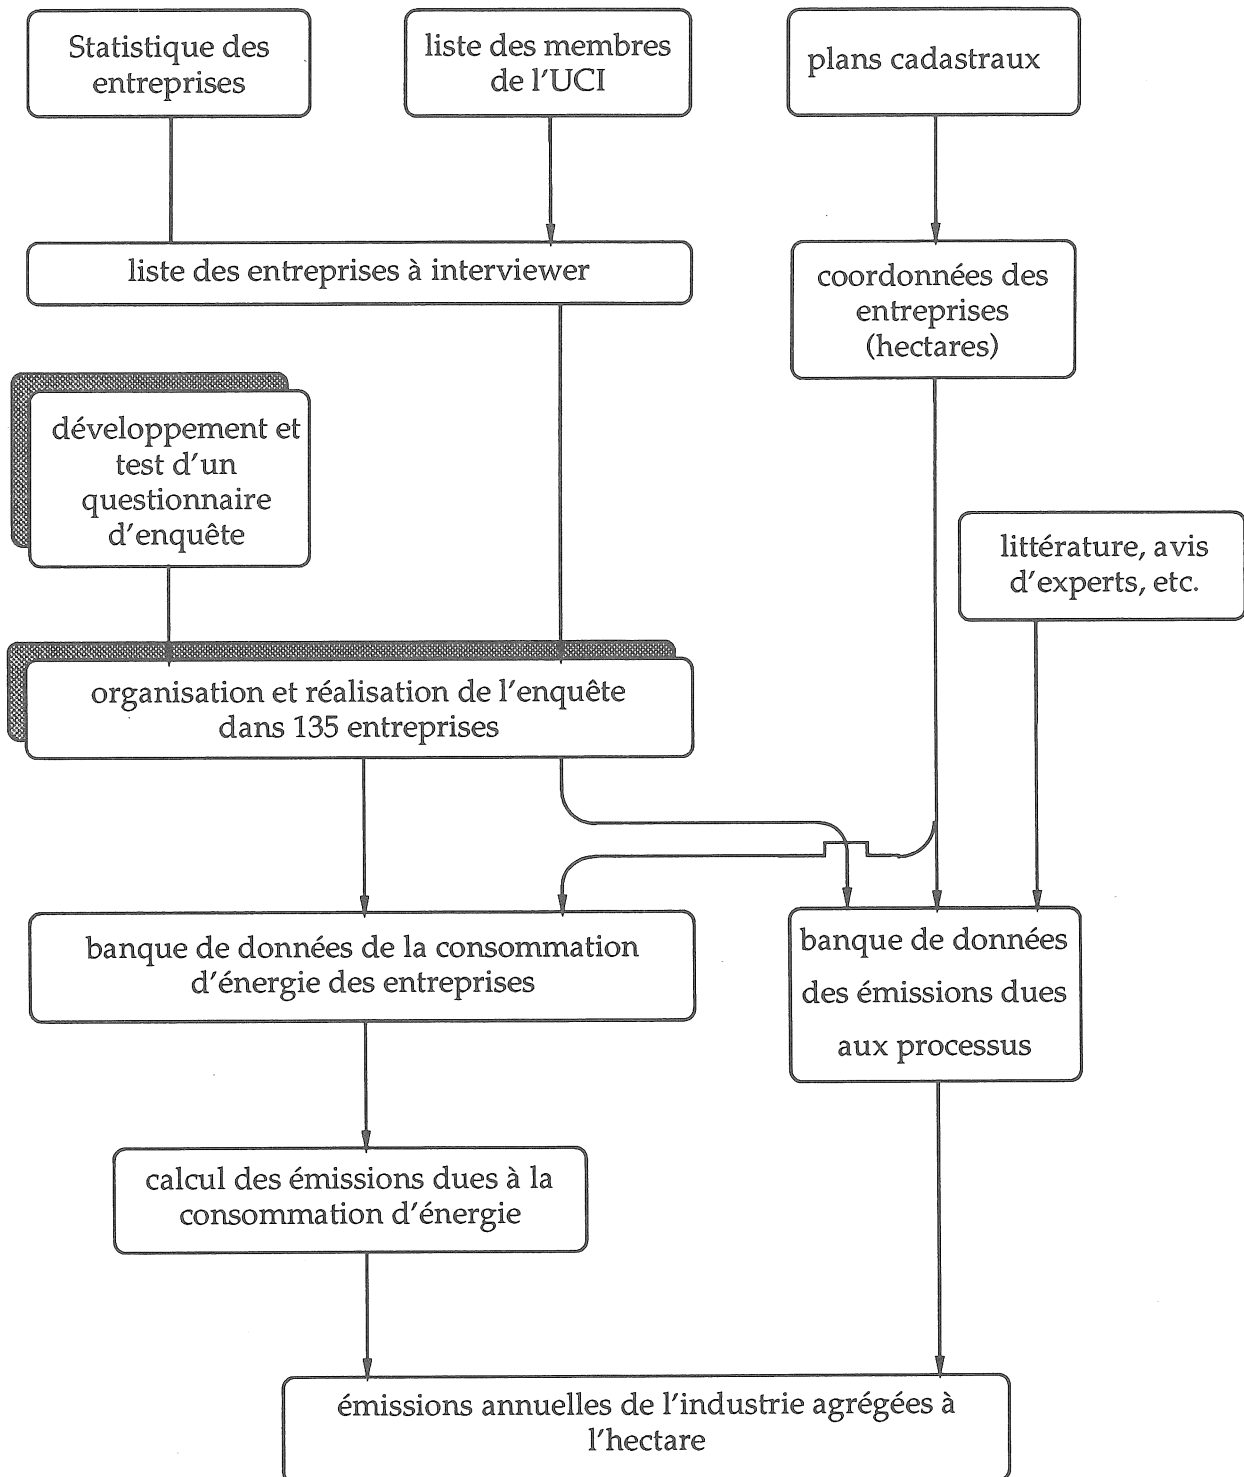 Statistique des
entreprises
liste des membres
de l'UCI
plans cadastraux
liste des entreprises à interviewer
coordonnées des
entreprises
(hectares)
développement et
test d'un
questionnaire
d'enquête
littérature, avis
d'experts, etc.
organisation et réalisation de l'enquête
dans 135 entreprises
banque de données de la consommation
d'énergie des entreprises
banque de données
des émissions dues
aux processus
calcul des émissions dues à la
consommation d'énergie
émissions annuelles de l'industrie agrégées à
l'hectare